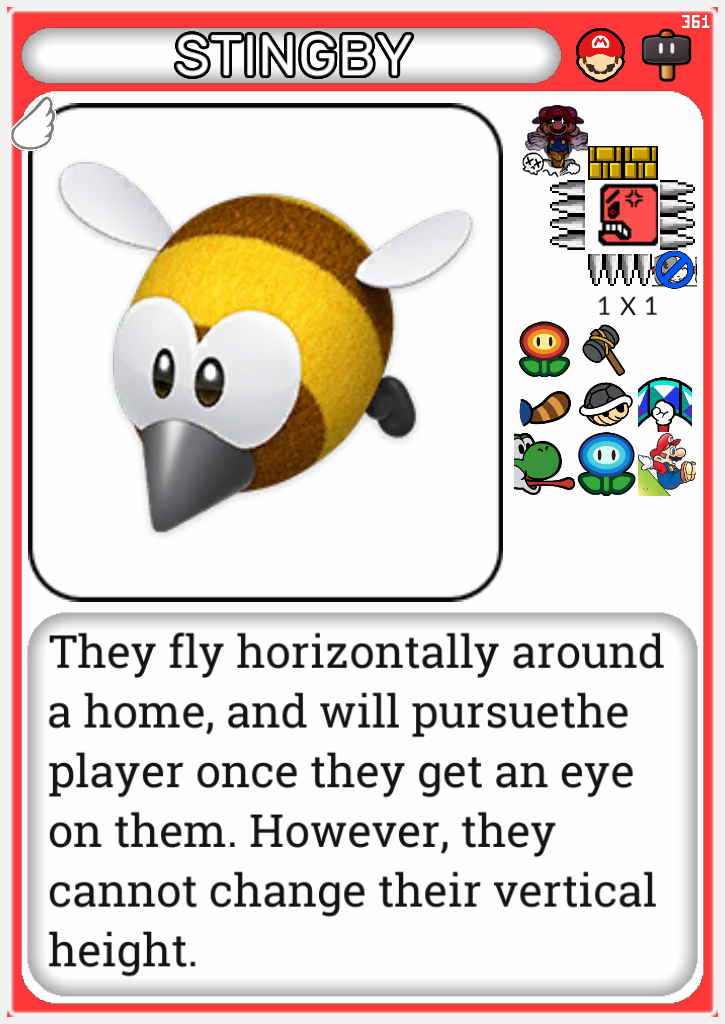 361
STINGBY
M
1 X 1
They fly horizontally around
a home, and will pursuethe
player once they get an eye
on them. However, they
cannot change their vertical
height.